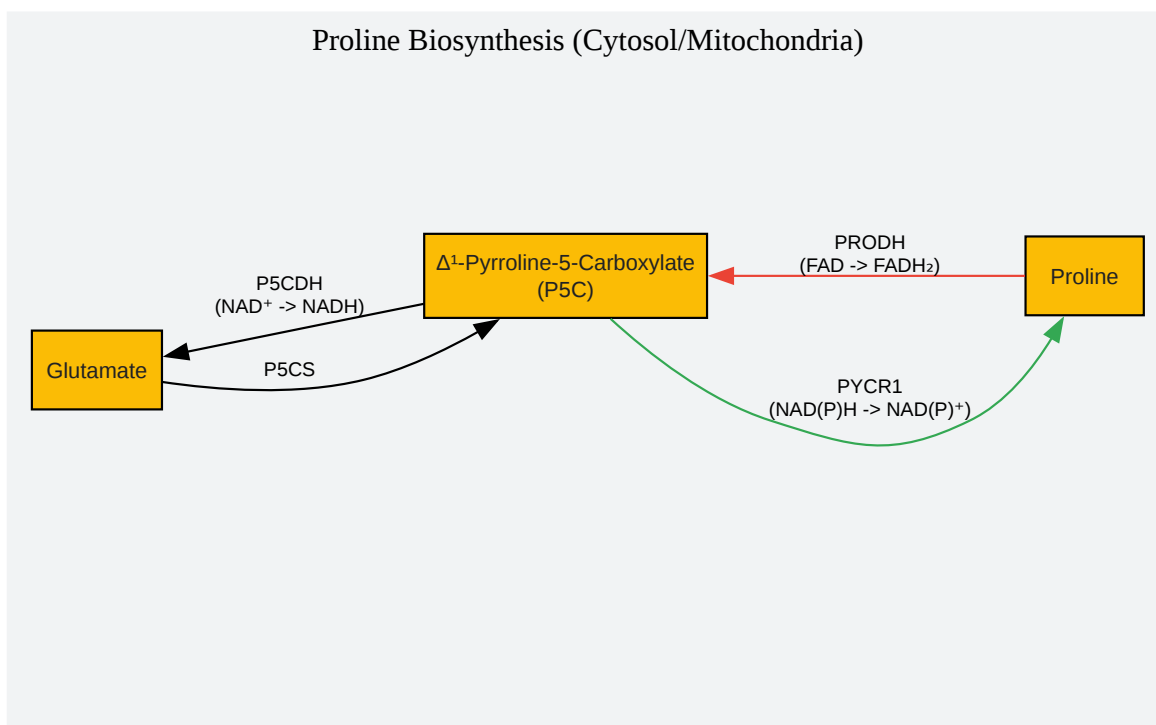 Proline Biosynthesis (Cytosol/Mitochondria)
PRODH
(FAD -> FADH₂)
Δ¹-Pyrroline-5-Carboxylate
(P5C)
Proline
P5CDH
(NAD⁺ -> NADH)
Glutamate
P5CS
PYCR1
(NAD(P)H -> NAD(P)⁺)